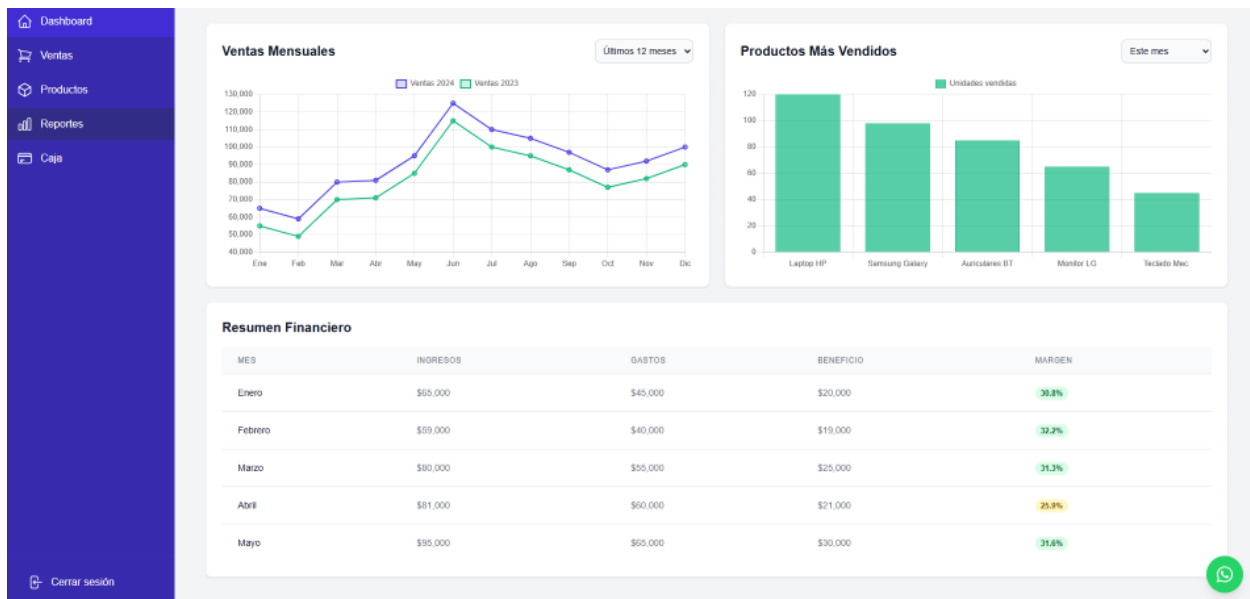 Dashboard
Ventas
Productos
Reportes
Caja
Cerrar sesión
Ventas Mensuales
Últimos 12 meses
Ventas 2024 Ventas 2023
130,000
120,000
110,000
100,000
90,000
80,000
70,000
60,000
50,000
40,000
Ene Feb Mar Abr May Jun Jul Ago Sep Oct Nov Dic
Productos Más Vendidos
Este mes
Unidades vendidas
120
100
80
60
40
20
0
Laptop HP Samsung Galaxy Auriculares BT Monitor LG Teclado Mec.
Resumen Financiero
MES INGRESOS GASTOS BENEFICIO MARGEN
Enero $65,000 $45,000 $20,000 30.8%
Febrero $59,000 $40,000 $19,000 32.2%
Marzo $80,000 $55,000 $25,000 31.3%
Abril $81,000 $60,000 $21,000 25.9%
Mayo $95,000 $65,000 $30,000 31.6%